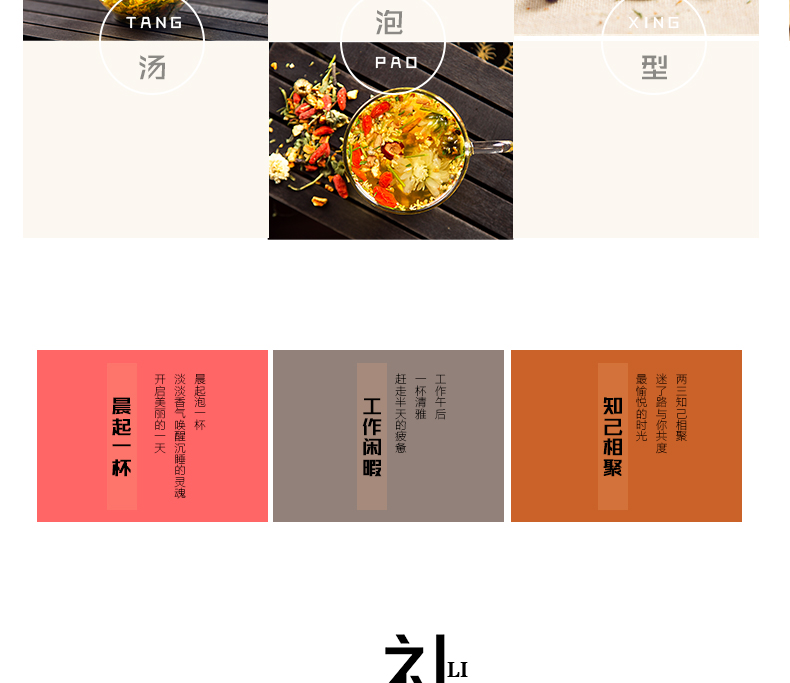 TANG
汤
泡
PAO
XING
型
晨起一杯
晨起泡一杯
淡淡香气唤醒沉睡的灵魂
开启美丽的一天
工作闲暇
工作午后
一杯清雅
赶走半天的疲惫
知己相聚
两三知己相聚
迷了路与你共度
最愉悦的时光
礼
LI